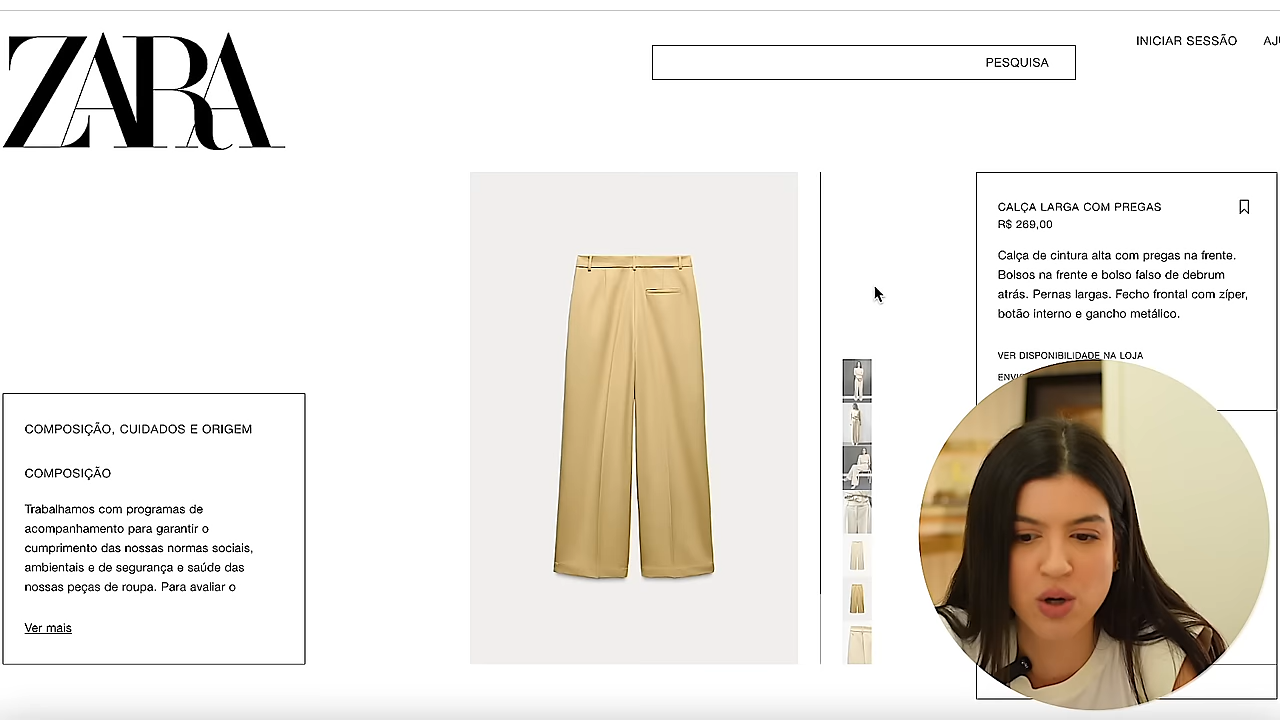 ZARA
PESQUISA
INICIAR SESSÃO
COMPOSIÇÃO, CUIDADOS E ORIGEM
COMPOSIÇÃO
Trabalhamos com programas de
acompanhamento para garantir o
cumprimento das nossas normas sociais,
ambientais e de segurança e saúde das
nossas peças de roupa. Para avaliar o
Ver mais
CALÇA LARGA COM PREGAS
R$ 269,00
Calça de cintura alta com pregas na frente.
Bolsos na frente e bolso falso de debrum
atrás. Pernas largas. Fecho frontal com zíper,
botão interno e gancho metálico.
VER DISPONIBILIDADE NA LOJA